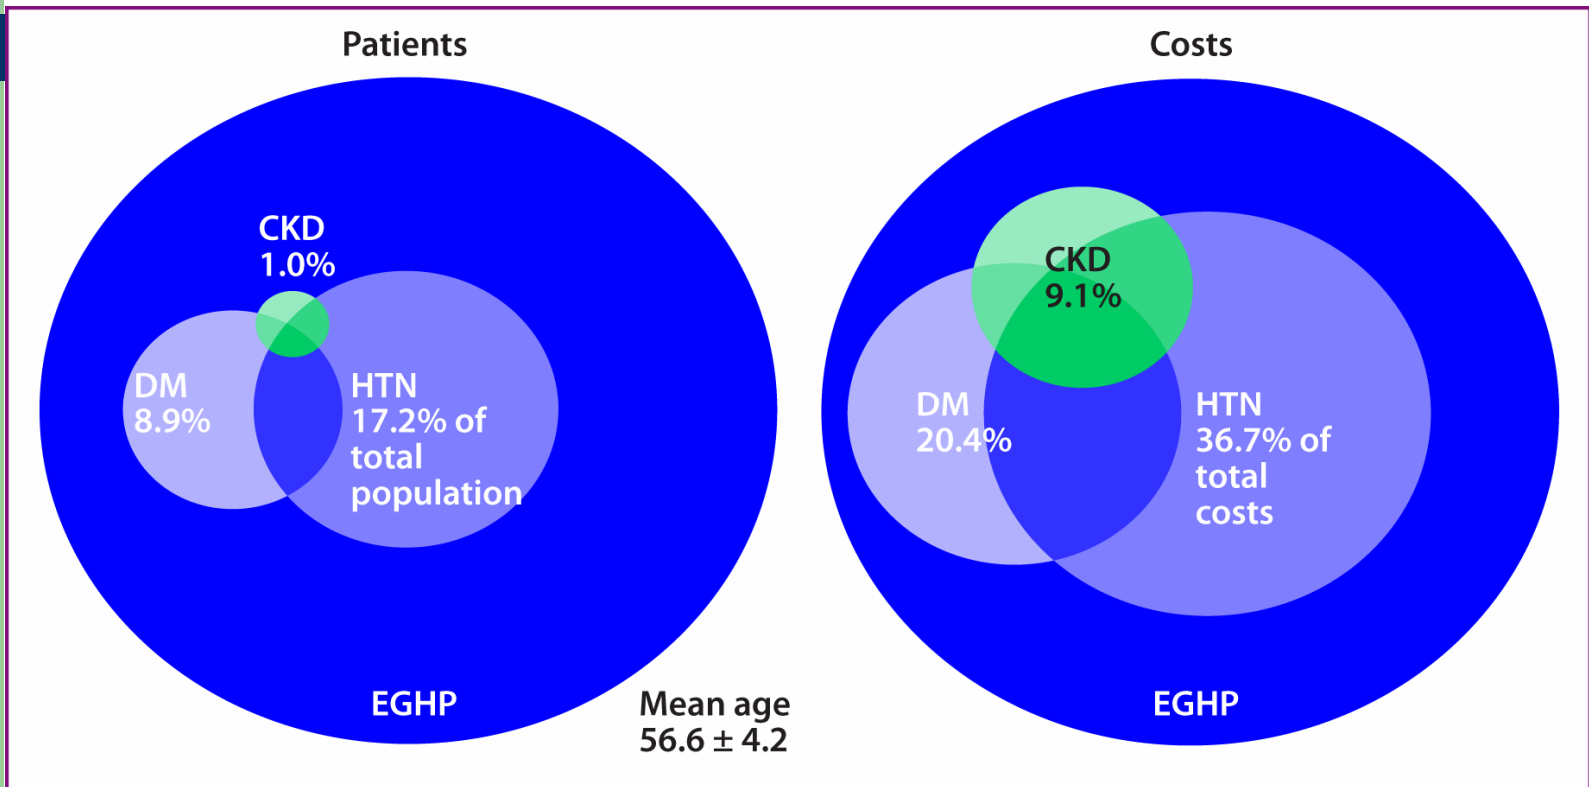 Patients
CKD
1.0%
DM
8.9%
HTN
17.2% of
total
population
EGHP
Mean age
56.6 ± 4.2
Costs
CKD
9.1%
DM
20.4%
HTN
36.7% of
total
costs
EGHP